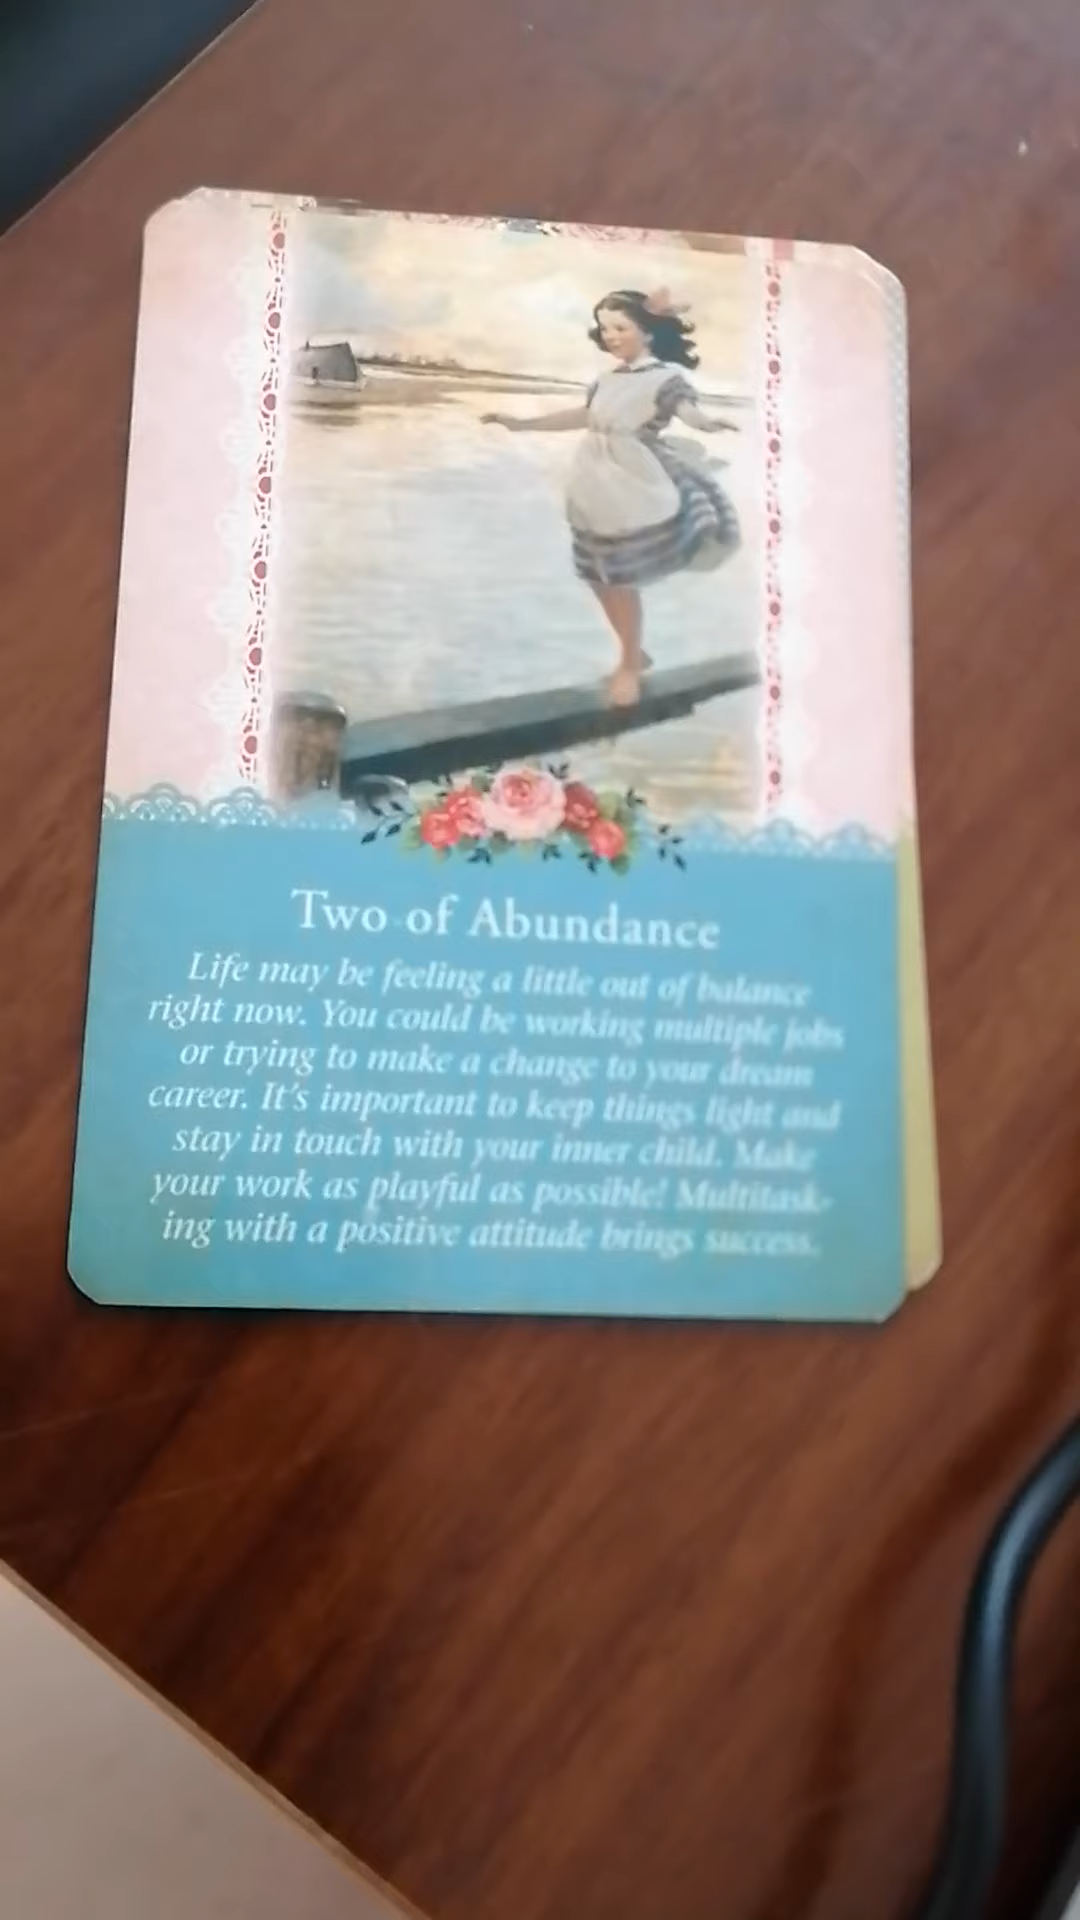 Two of Abundance
Life may be feeling a little out of balance
right now. You could be working multiple jobs
or trying to make a change to your dream
career. It's important to keep things light and
stay in touch with your inner child. Make
your work as playful as possible! Multitask-
ing with a positive attitude brings success.